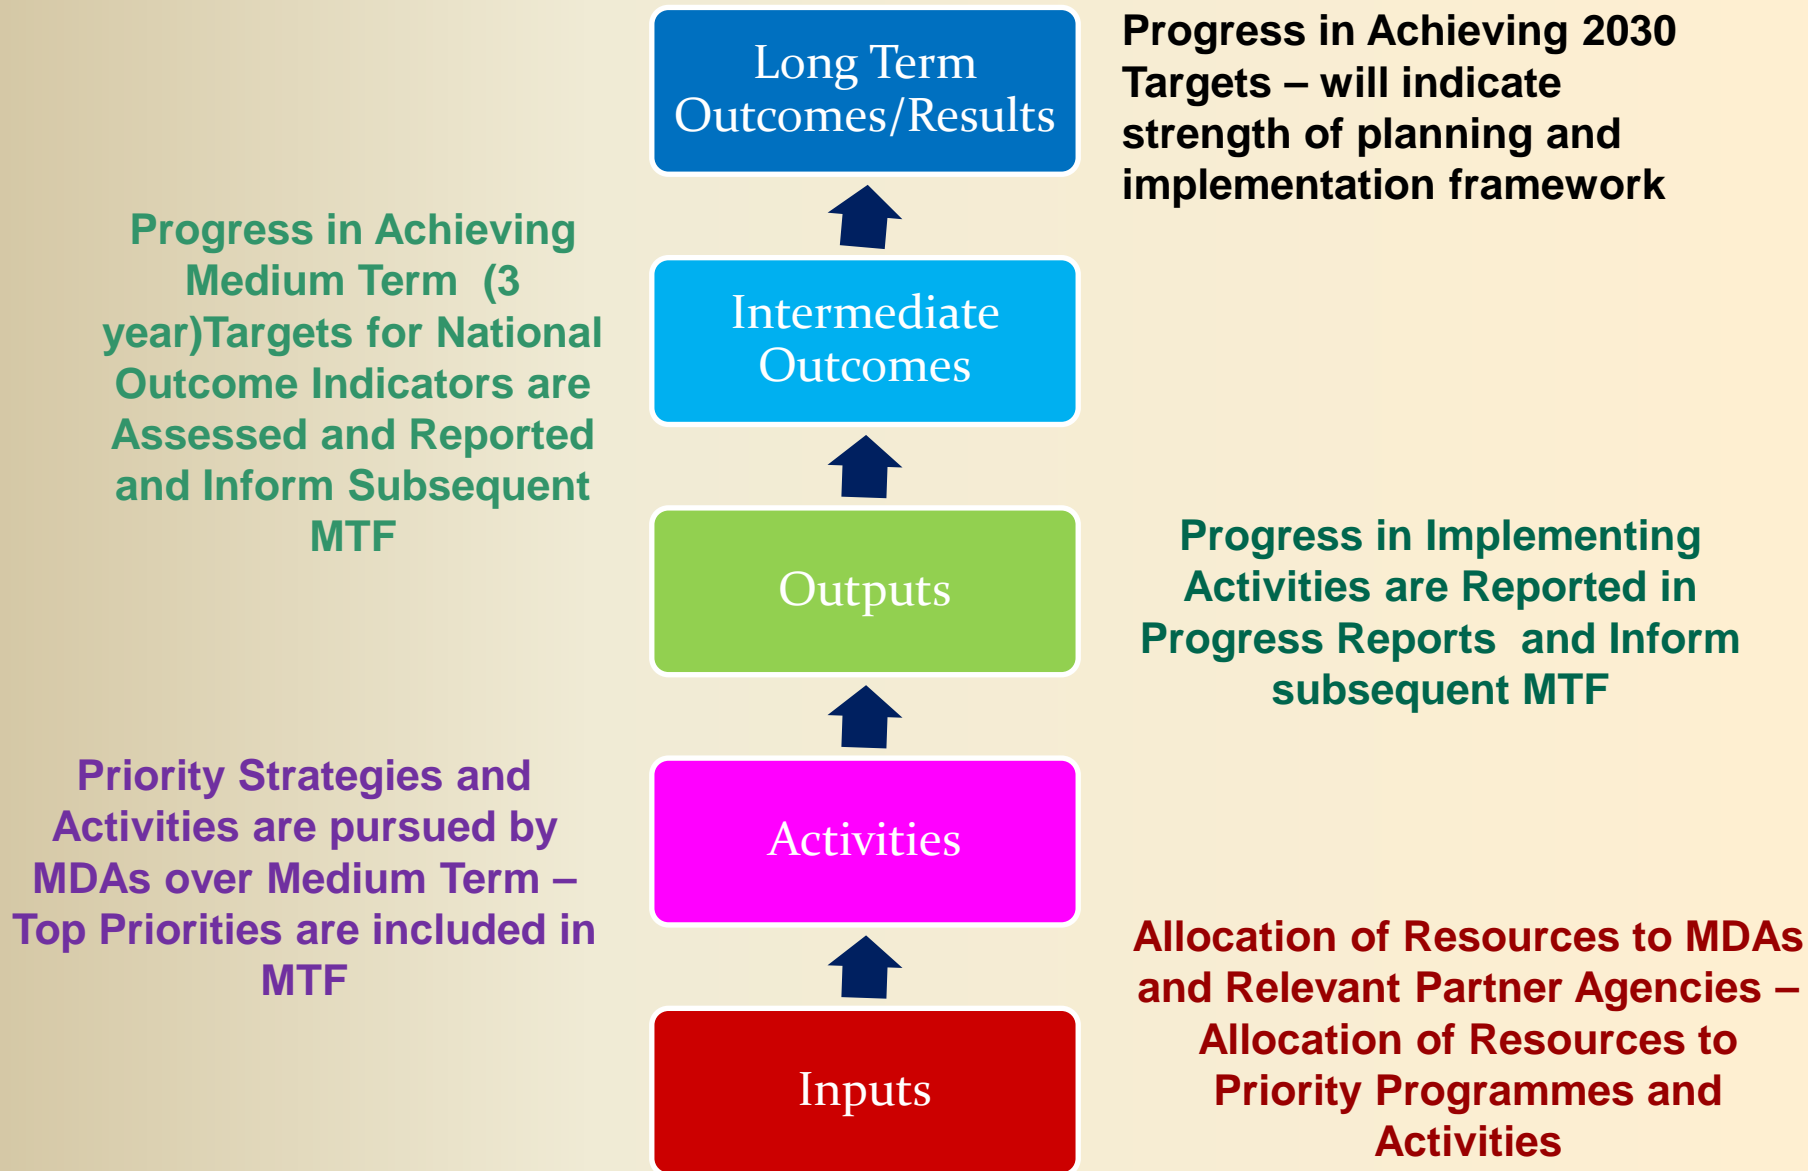 Long Term
Outcomes/Results
Progress in Achieving 2030
Targets – will indicate
strength of planning and
implementation framework
Progress in Achieving
Medium Term  (3
year)Targets for National
Outcome Indicators are
Assessed and Reported
and Inform Subsequent
MTF
Intermediate
Outcomes
Outputs
Progress in Implementing
Activities are Reported in
Progress Reports  and Inform
subsequent MTF
Priority Strategies and
Activities are pursued by
MDAs over Medium Term –
Top Priorities are included in
MTF
Activities
Inputs
Allocation of Resources to MDAs
and Relevant Partner Agencies –
Allocation of Resources to
Priority Programmes and
Activities